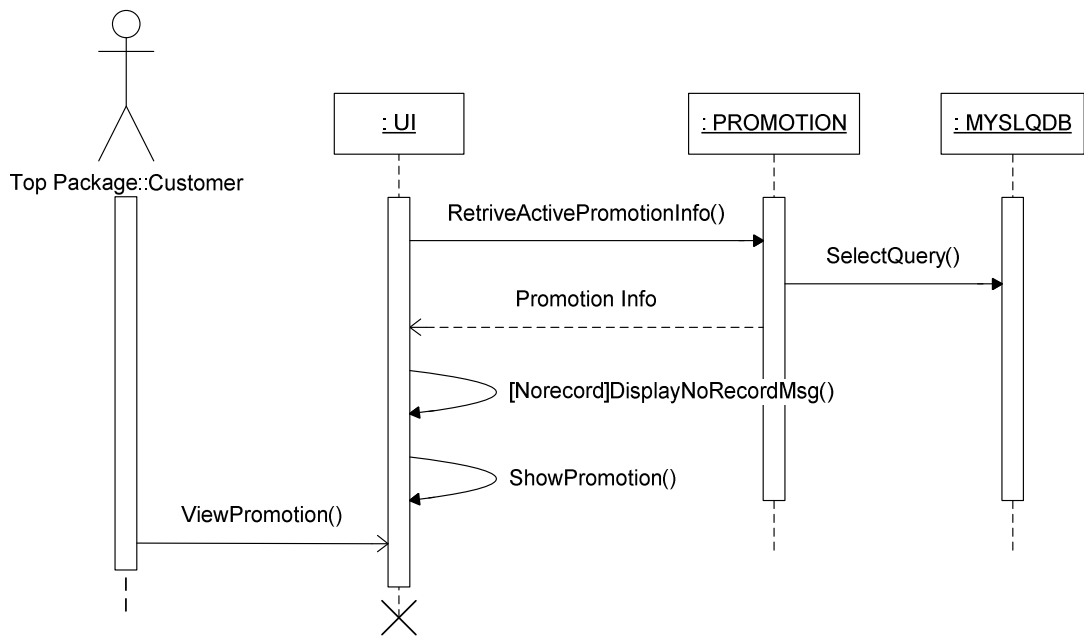 : UI
: PROMOTION
: MYSLQDB
Top Package::Customer
RetriveActivePromotionInfo()
SelectQuery()
Promotion Info
[Norecord]DisplayNoRecordMsg()
ShowPromotion()
ViewPromotion()